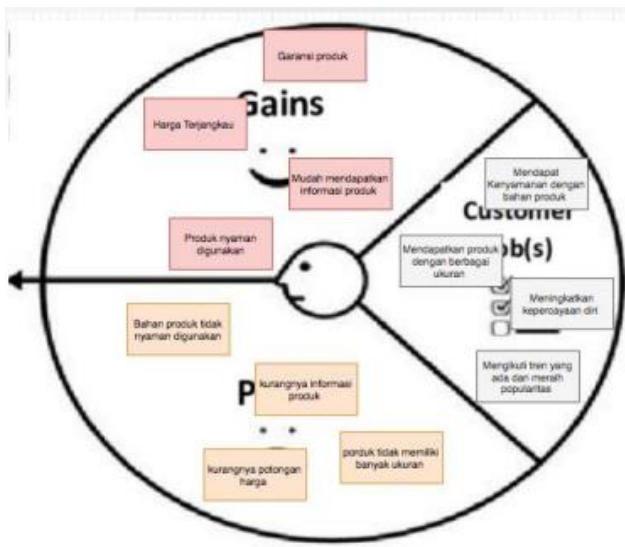 Garansi produk
Gains
Harga Terjangkau
Mudah mendapatkan
informasi produk
Produk nyaman
digunakan
Mendapat
Kenyamanan dengan
bahan produk
Customer
ob(s)
Mendapatkan produk
dengan berbagai
ukuran
Meningkatkan
kepercayaan diri
Mengikuti tren yang
ada dan meraih
popularitas
Bahan produk tidak
nyaman digunakan
P
kurangnya informasi
produk
kurangnya potongan
harga
porduk tidak memiliki
banyak ukuran